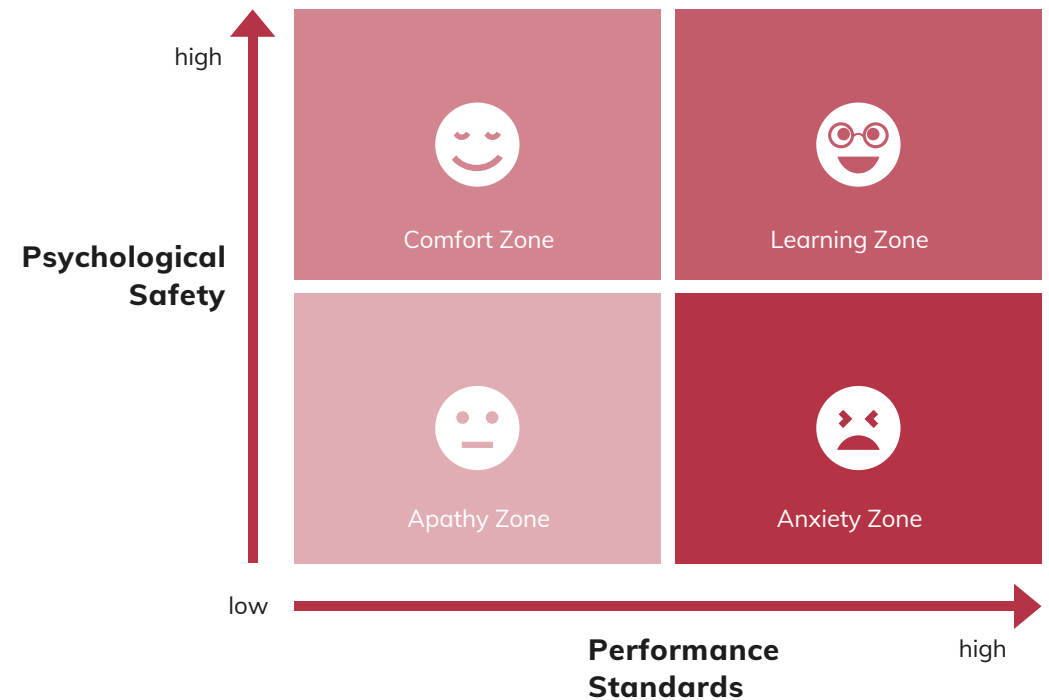 high
Comfort Zone
Learning Zone
Psychological
Safety
Apathy Zone
Anxiety Zone
low
Performance
Standards
high